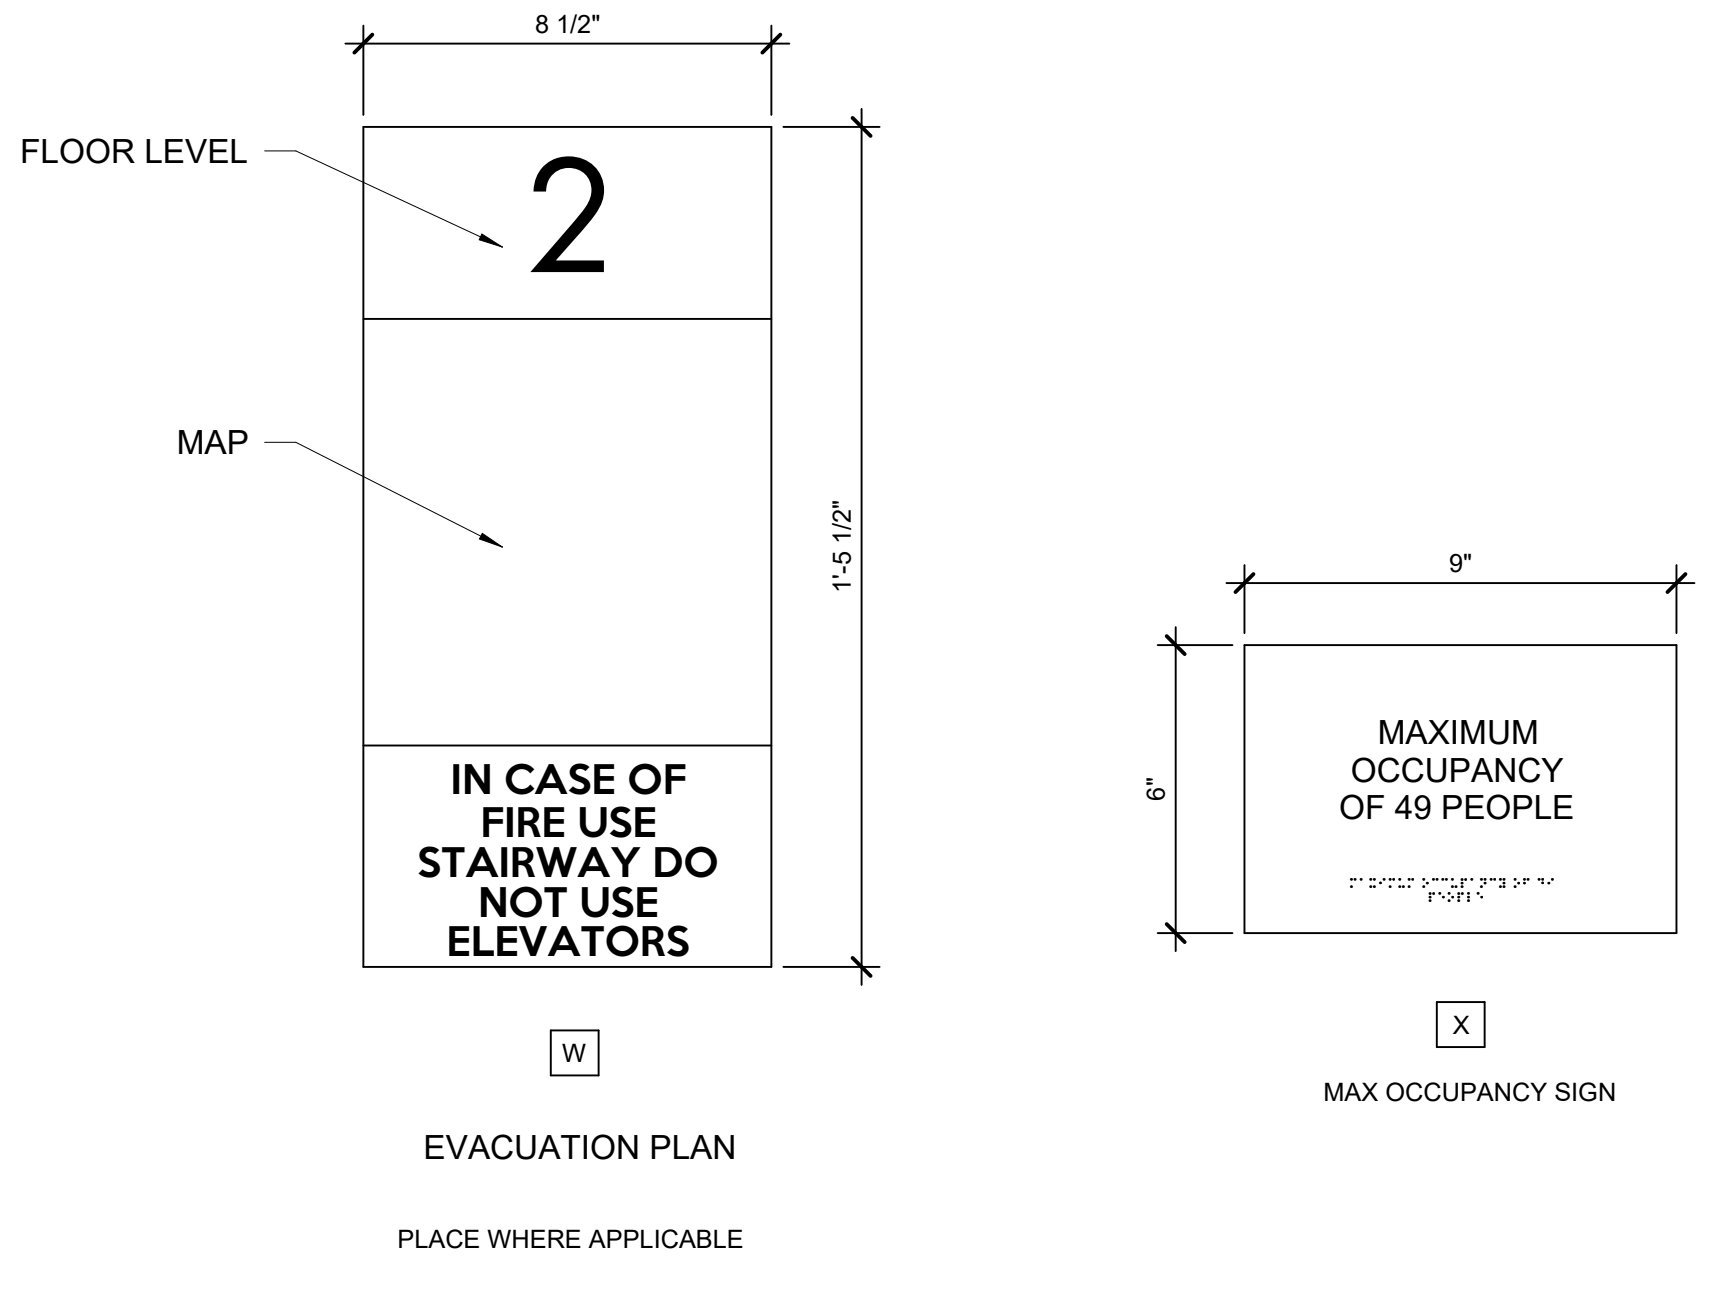 8 1/2"
FLOOR LEVEL
2
MAP
1'-5 1/2"
IN CASE OF
FIRE USE
STAIRWAY DO
NOT USE
ELEVATORS
W
EVACUATION PLAN
PLACE WHERE APPLICABLE
9"
6"
MAXIMUM
OCCUPANCY
OF 49 PEOPLE
X
MAX OCCUPANCY SIGN